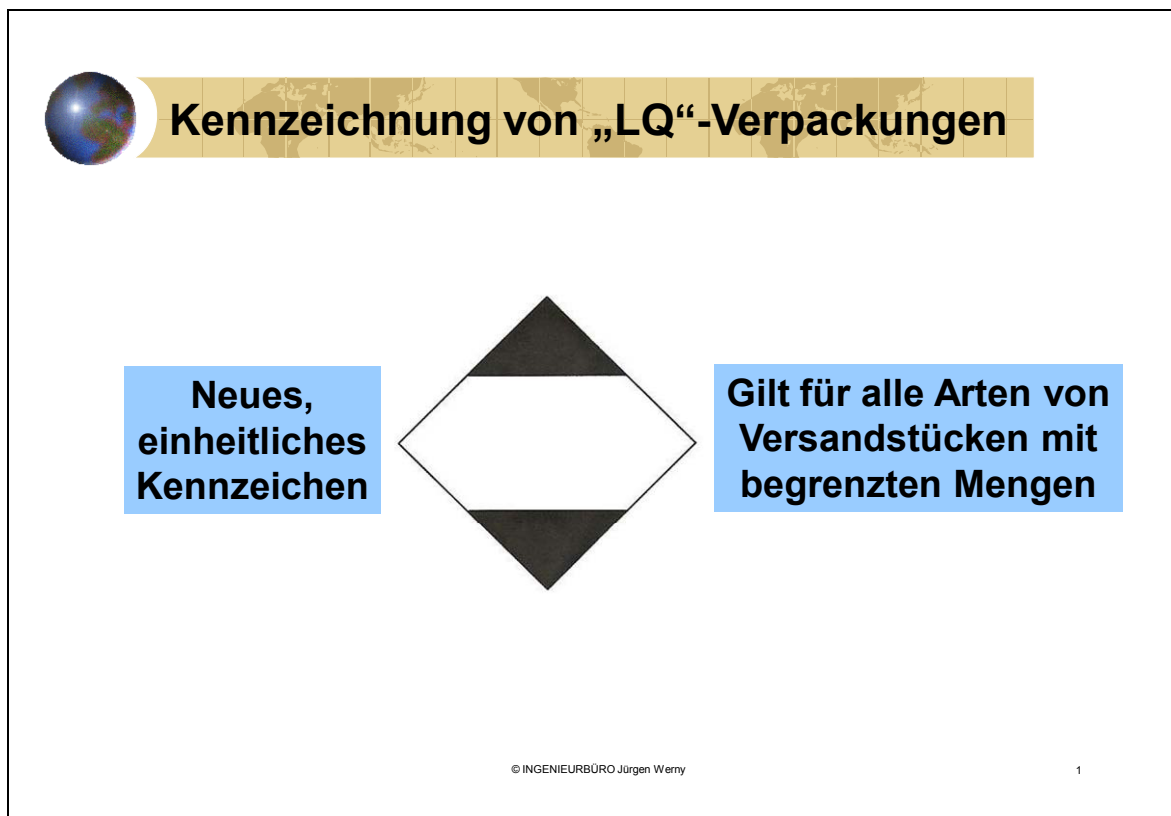 Kennzeichnung von „LQ“-Verpackungen
Neues,
einheitliches
Kennzeichen
Gilt für alle Arten von
Versandstücken mit
begrenzten Mengen
© INGENIEURBÜRO Jürgen Werny
1